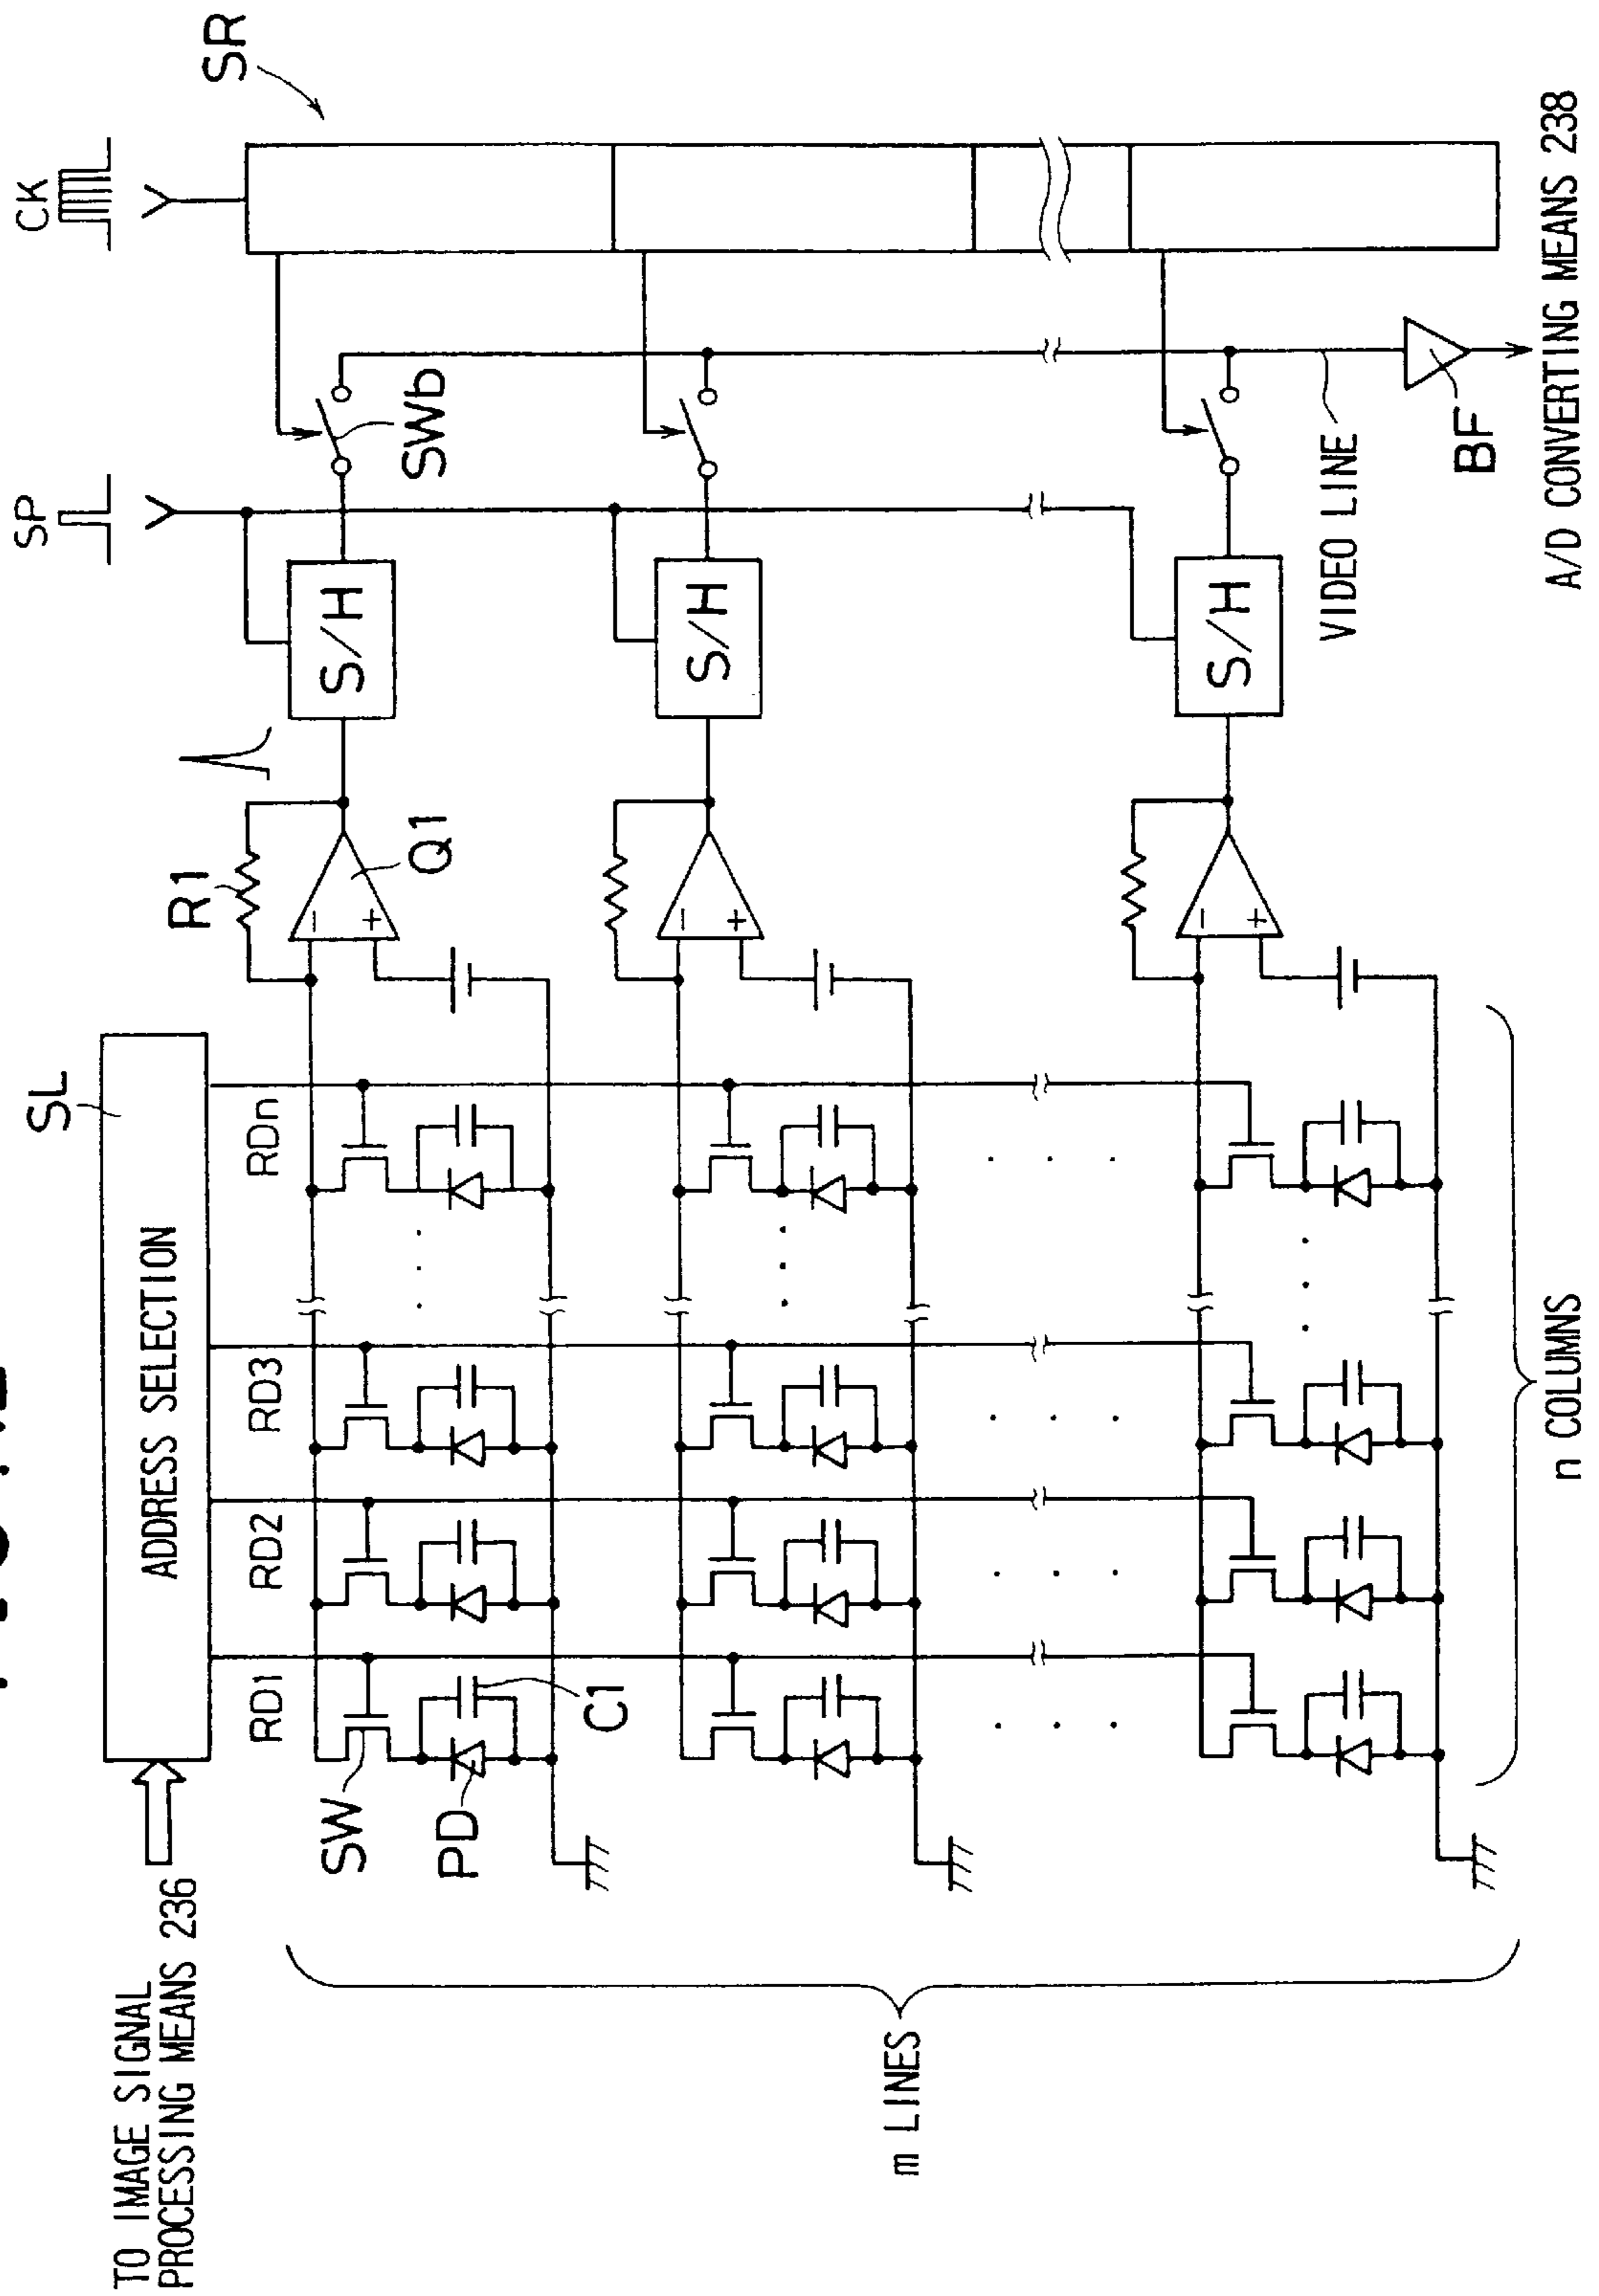 TO IMAGE SIGNAL
PROCESSING MEANS 236
ADDRESS SELECTION
SL
CK
SP
SR
RD1
RD2
RD3
RDn
SW
PD
C1
R1
Q1
- +
S/H
SWb
- +
S/H
- +
S/H
m LINES
n COLUMNS
VIDEO LINE
BF
A/D CONVERTING MEANS 238